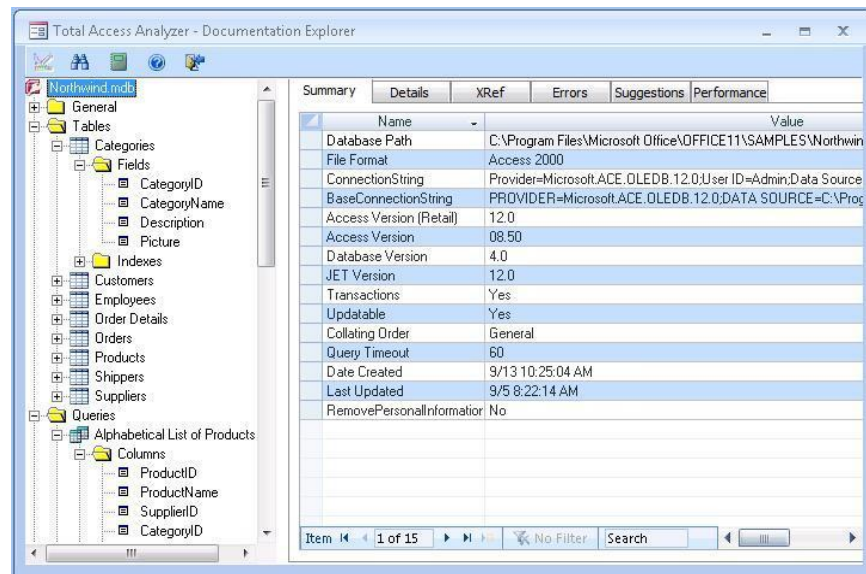 Total Access Analyzer - Documentation Explorer
Northwind.mdb
General
Tables
Categories
Fields
CategoryID
CategoryName
Description
Picture
Indexes
Customers
Employees
Order Details
Orders
Products
Shippers
Suppliers
Queries
Alphabetical List of Products
Columns
ProductID
ProductName
SupplierID
CategoryID
Summary Details XRef Errors Suggestions Performance
Name Value
Database Path C:\Program Files\Microsoft Office\OFFICE11\SAMPLES\Northwin
File Format Access 2000
ConnectionString Provider=Microsoft.ACE.OLEDB.12.0;User ID=Admin;Data Source
BaseConnectionString PROVIDER=Microsoft.ACE.OLEDB.12.0;DATA SOURCE=C:\Prog
Access Version (Retail) 12.0
Access Version 08.50
Database Version 4.0
JET Version 12.0
Transactions Yes
Updatable Yes
Collating Order General
Query Timeout 60
Date Created 9/13 10:25:04 AM
Last Updated 9/5 8:22:14 AM
RemovePersonalInformation No
Item 1 of 15 No Filter Search